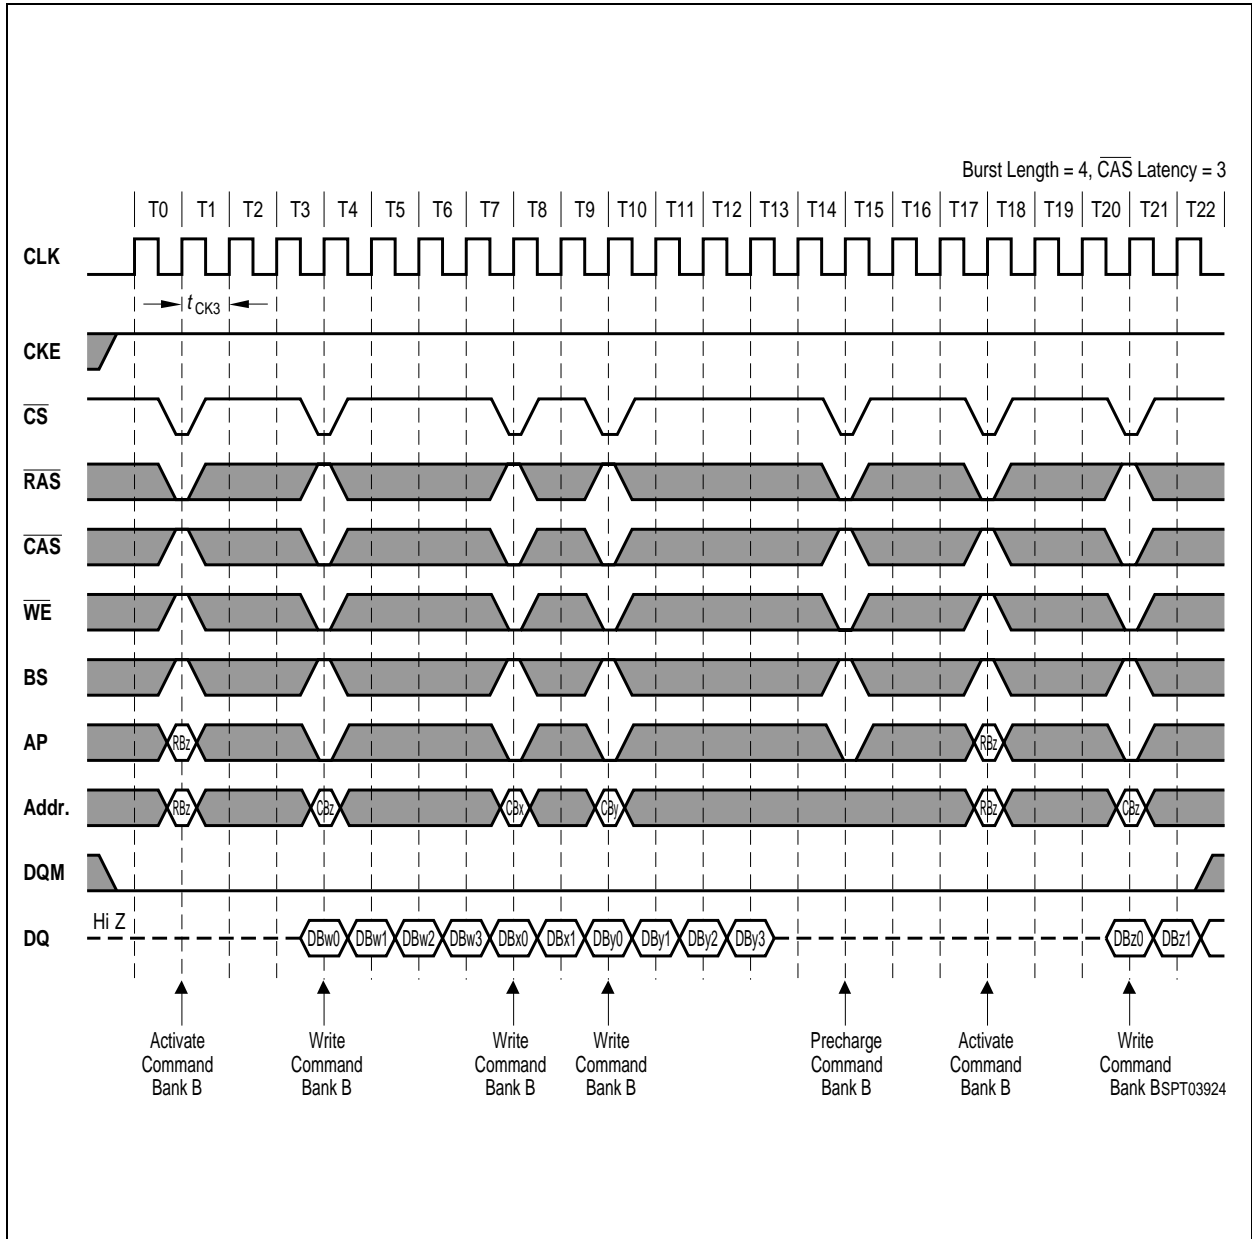 Burst Length = 4, CAS Latency = 3
T0 T1 T2 T3 T4 T5 T6 T7 T8 T9 T10 T11 T12 T13 T14 T15 T16 T17 T18 T19 T20 T21 T22
CLK
t CK3
CKE
CS
RAS
CAS
WE
BS
AP RBz RBz
Addr. RBz CBz CBx CBy RBz CBz
DQM
Hi Z
DQ DBw0 DBw1 DBw2 DBw3 DBx0 DBx1 DBy0 DBy1 DBy2 DBy3 DBz0 DBz1
Activate Command Bank B
Write Command Bank B
Write Command Bank B
Write Command Bank B
Precharge Command Bank B
Activate Command Bank B
Write Command Bank B
SPT03924